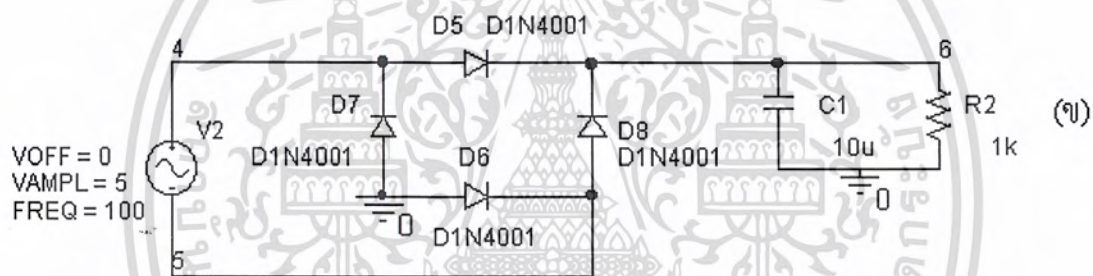 D5 D1N4001
4
6
D7
V2
D8
C1
R2
(ข)
VOFF = 0
VAMPL = 5
FREQ = 100
D1N4001
D6
D1N4001
10u
1k
0
0
D1N4001
5